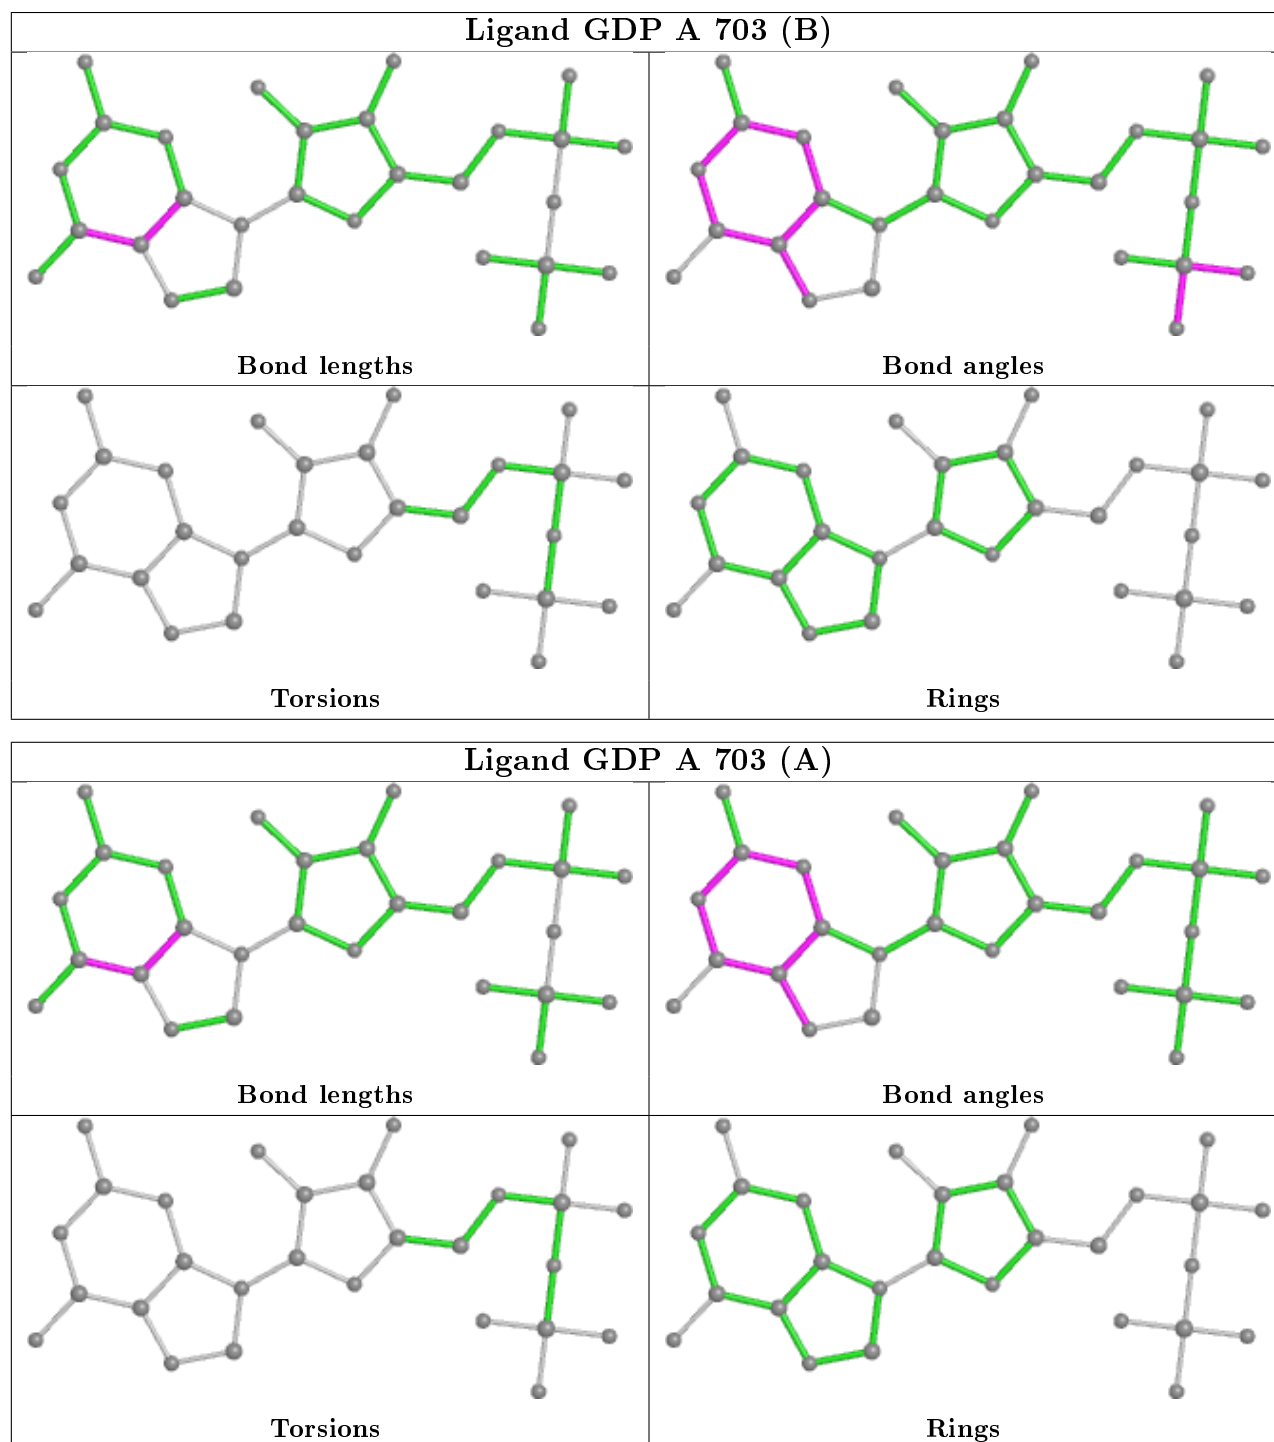 Ligand GDP A 703 (B)
Bond lengths
Bond angles
Torsions
Rings
Ligand GDP A 703 (A)
Bond lengths
Bond angles
Torsions
Rings